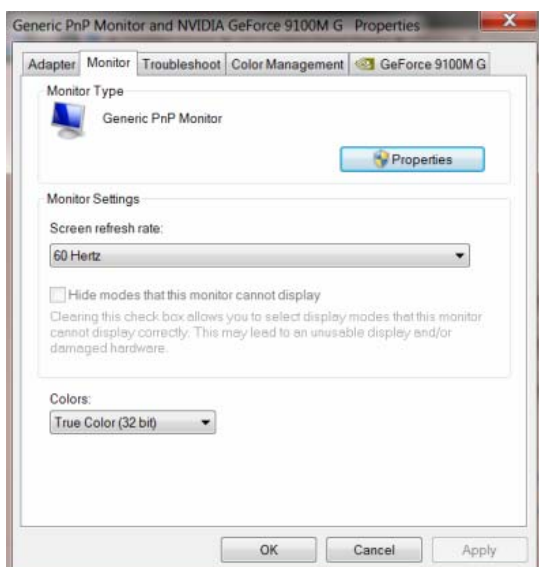 Generic PnP Monitor and NVIDIA GeForce 9100M G Properties
Adapter Monitor Troubleshoot Color Management GeForce 9100M G
Monitor Type
Generic PnP Monitor
Properties
Monitor Settings
Screen refresh rate:
60 Hertz
Hide modes that this monitor cannot display
Clearing this check box allows you to select display modes that this monitor
cannot display correctly. This may lead to an unusable display and/or
damaged hardware.
Colors:
True Color (32 bit)
OK Cancel Apply